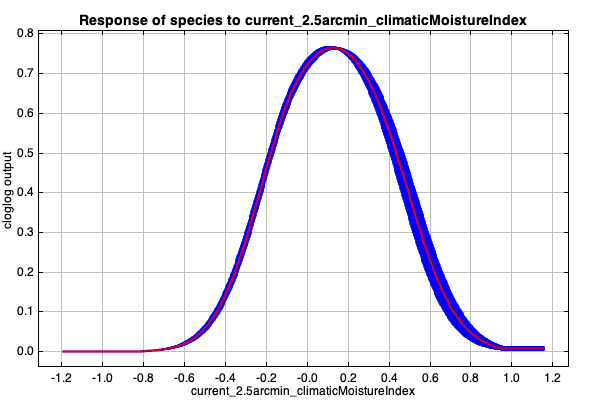 Response of species to current_2.5arcmin_climaticMoistureIndex
cloglog output
0.8
0.7
0.6
0.5
0.4
0.3
0.2
0.1
0.0
-1.2 -1.0 -0.8 -0.6 -0.4 -0.2 -0.0 0.2 0.4 0.6 0.8 1.0 1.2
current_2.5arcmin_climaticMoistureIndex